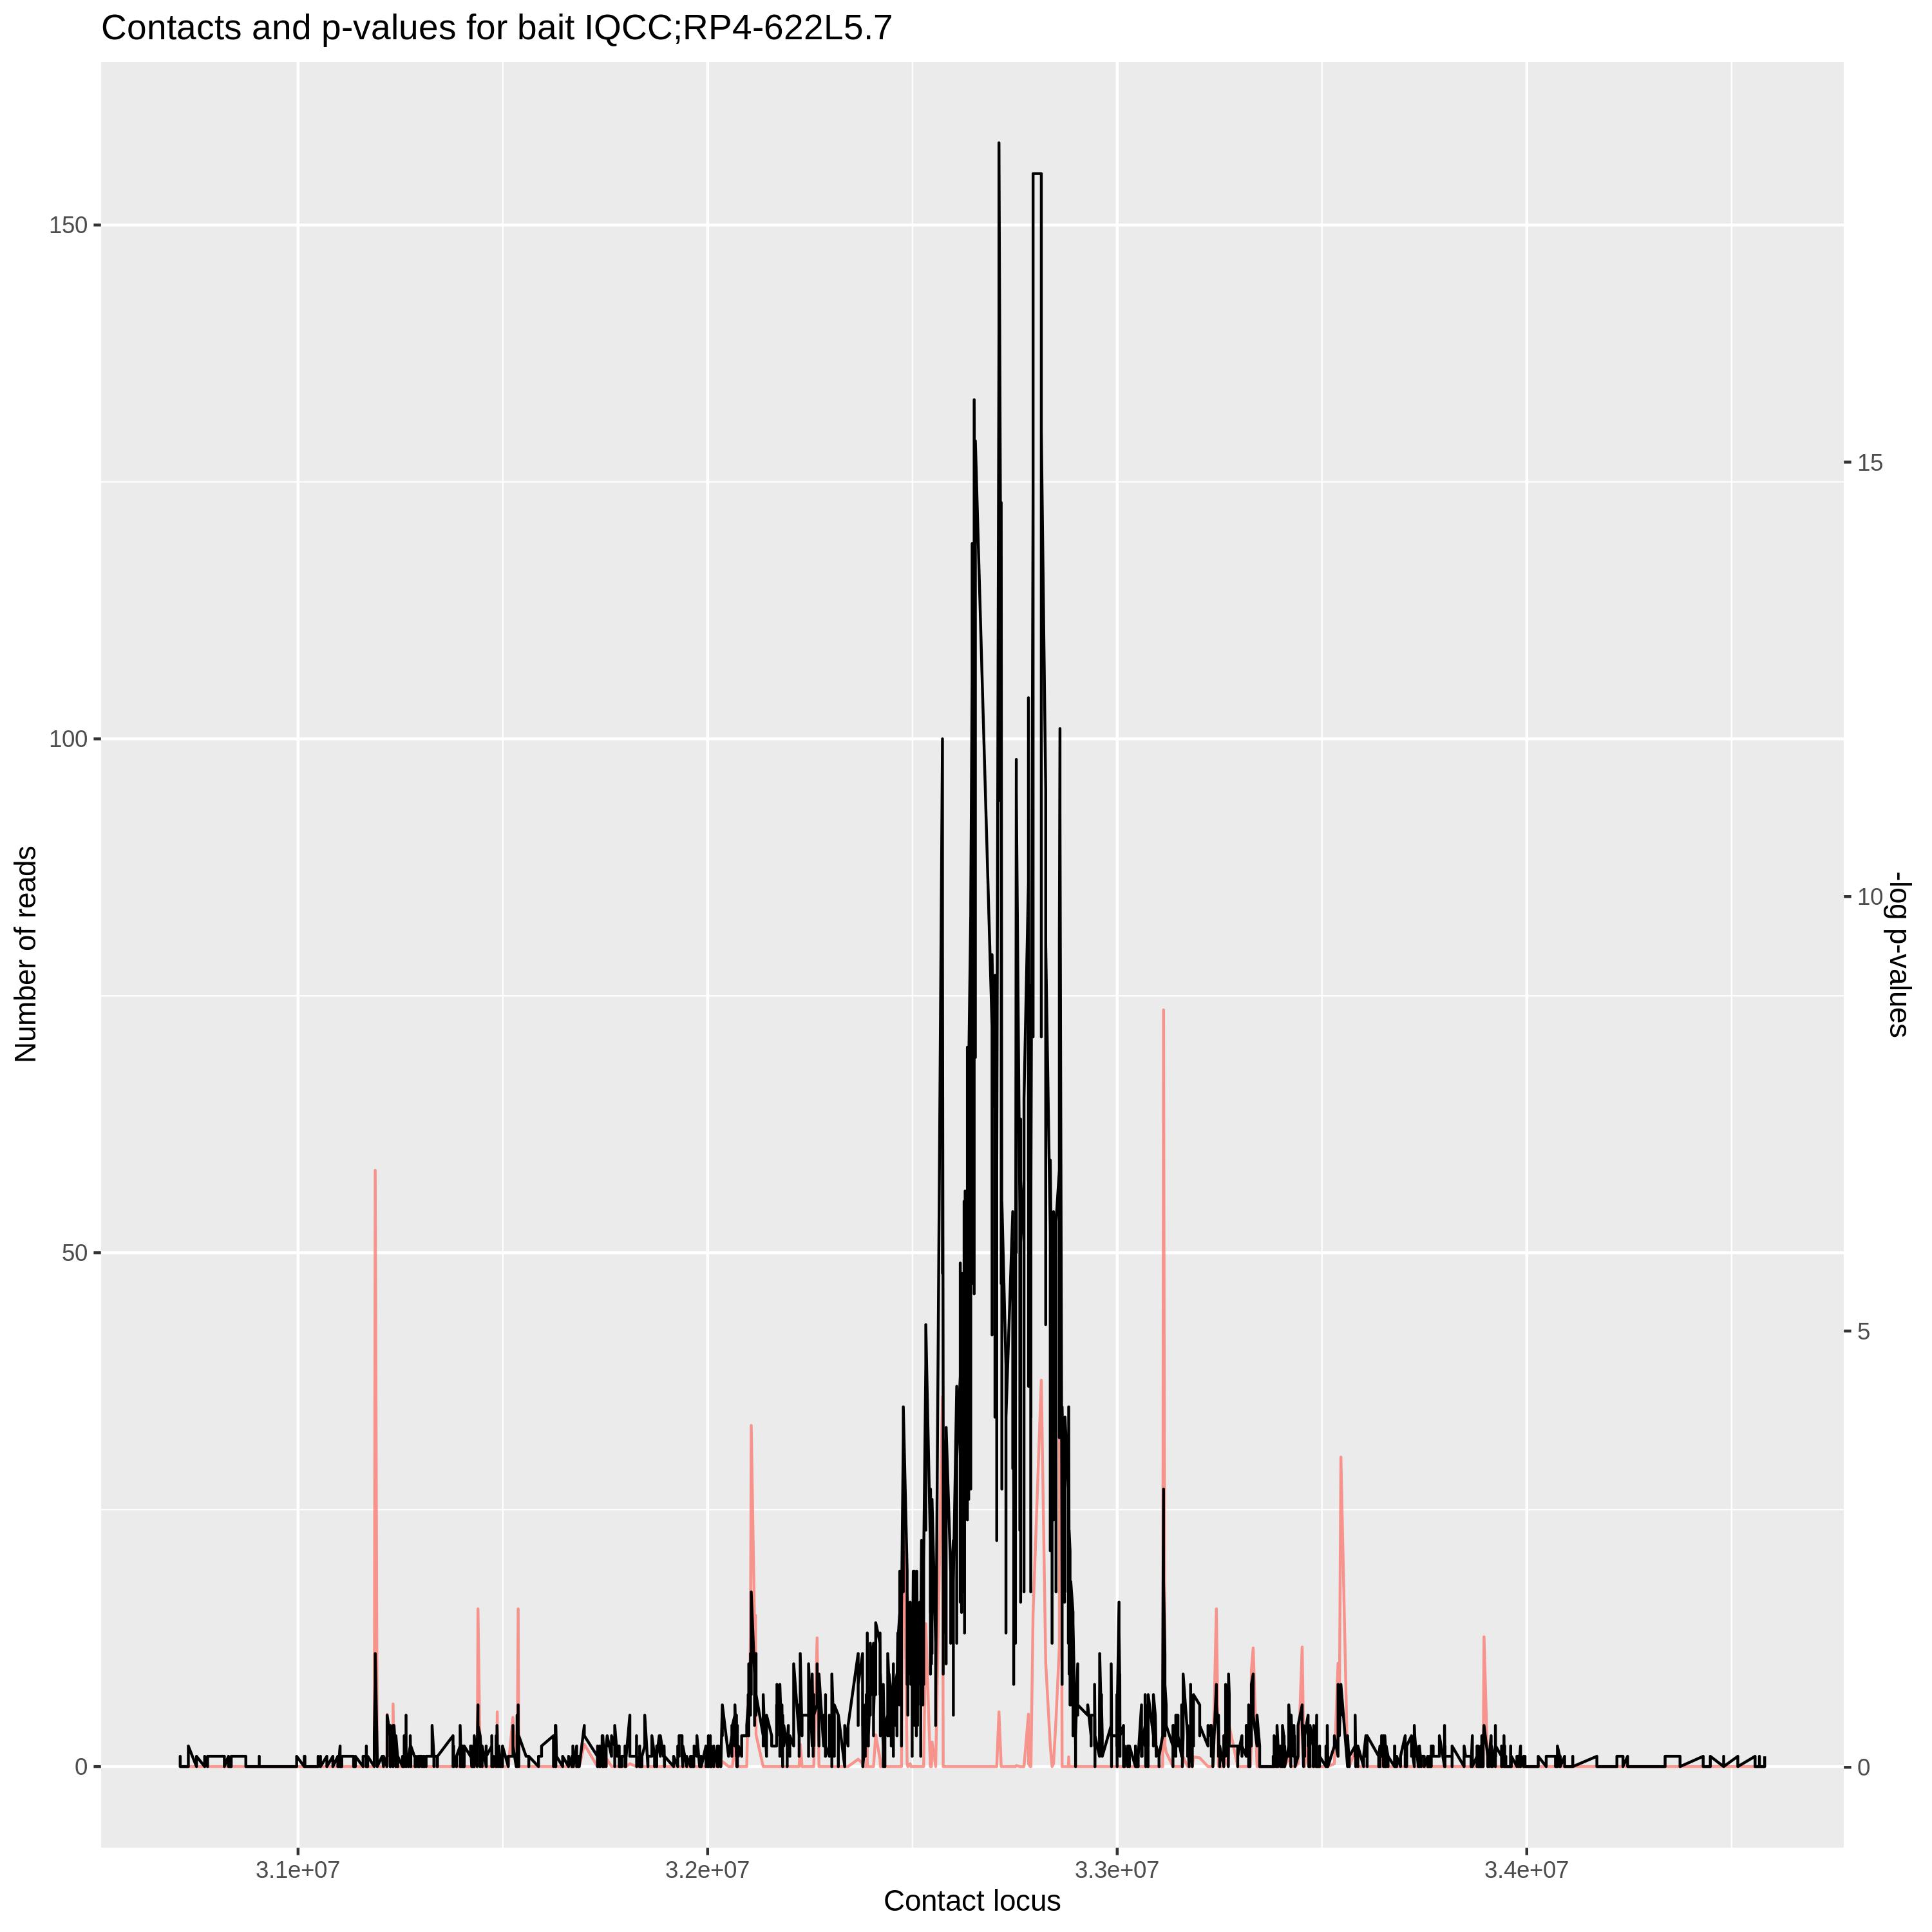 Contacts and p-values for bait IQCC;RP4-622L5.7
150
100
50
0
Number of reads
15
10
5
0
-log p-values
3.1e+07
3.2e+07
3.3e+07
3.4e+07
Contact locus